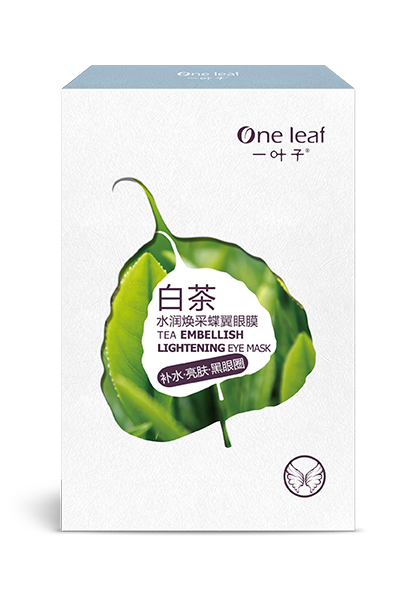 One leaf
一叶子
One leaf
一叶子®
白茶
水润焕采蝶翼眼膜
TEA EMBELLISH
LIGHTENING EYE MASK
补水·亮肤·黑眼圈